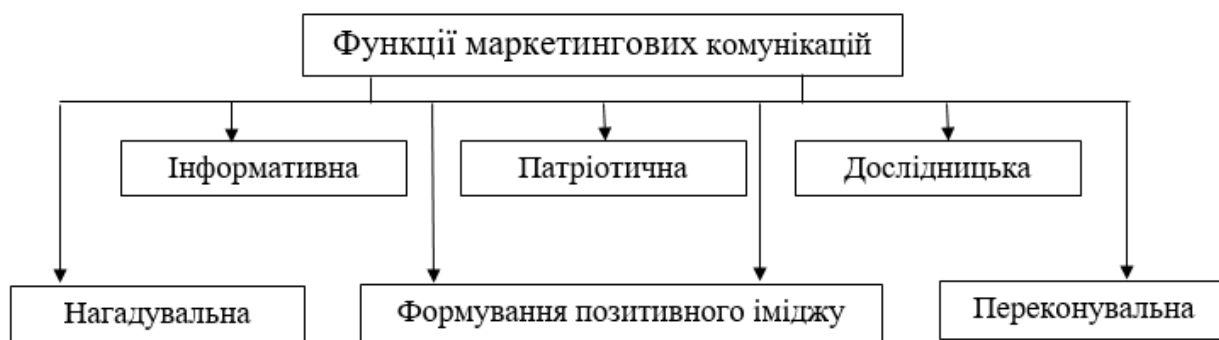 Функції маркетингових комунікацій
Інформативна
Патріотична
Дослідницька
Нагадувальна
Формування позитивного іміджу
Переконувальна